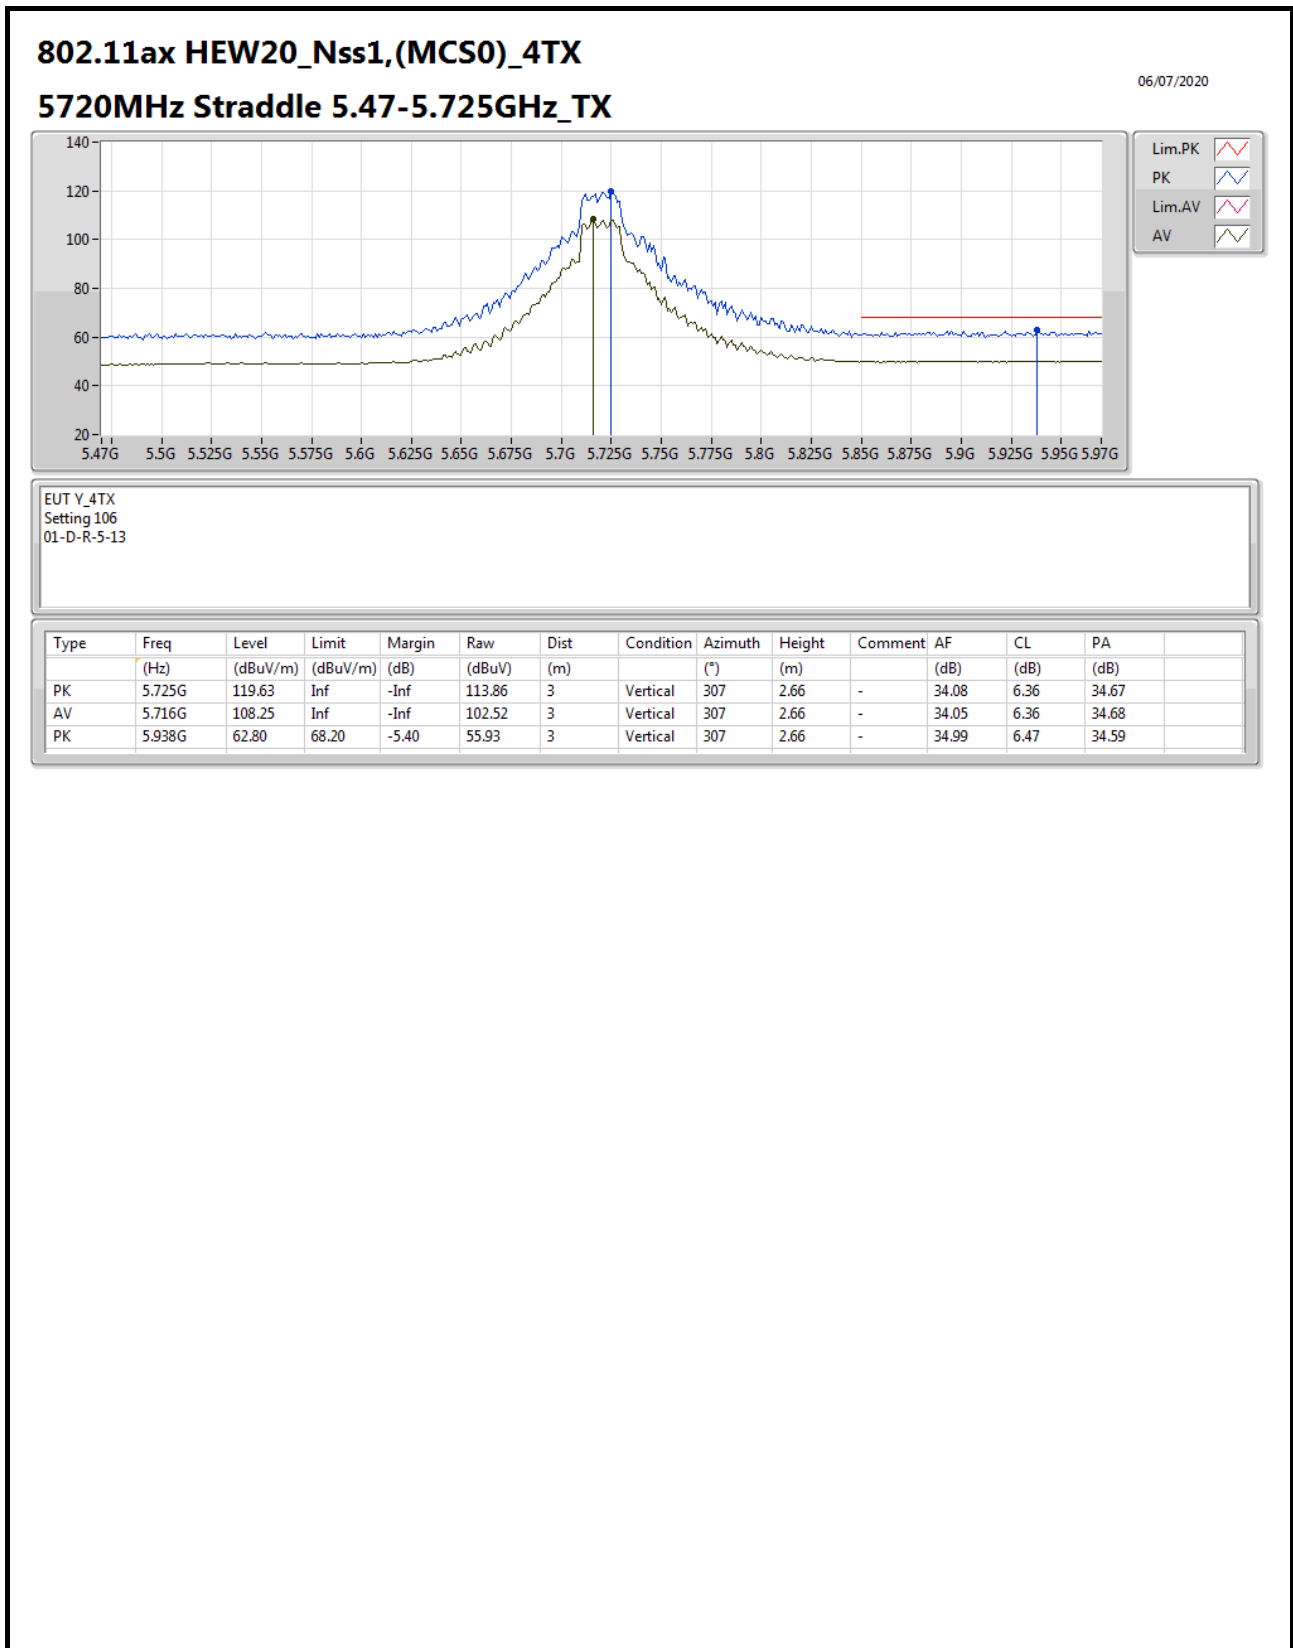 802.11ax HEW20_Nss1,(MCS0)_4TX
06/07/2020
5720MHz Straddle 5.47-5.725GHz_TX
140
120
100
80
60
40
20
5.47G 5.5G 5.525G 5.55G 5.575G 5.6G 5.625G 5.65G 5.675G 5.7G 5.725G 5.75G 5.775G 5.8G 5.825G 5.85G 5.875G 5.9G 5.925G 5.95G 5.97G
Lim.PK
PK
Lim.AV
AV
EUT Y_4TX
Setting 106
01-D-R-5-13
Type Freq Level Limit Margin Raw Dist Condition Azimuth Height Comment AF CL PA
(Hz) (dBuV/m) (dBuV/m) (dB) (dBuV) (m) (°) (m) (dB) (dB) (dB)
PK 5.725G 119.63 Inf -Inf 113.86 3 Vertical 307 2.66 - 34.08 6.36 34.67
AV 5.716G 108.25 Inf -Inf 102.52 3 Vertical 307 2.66 - 34.05 6.36 34.68
PK 5.938G 62.80 68.20 -5.40 55.93 3 Vertical 307 2.66 - 34.99 6.47 34.59